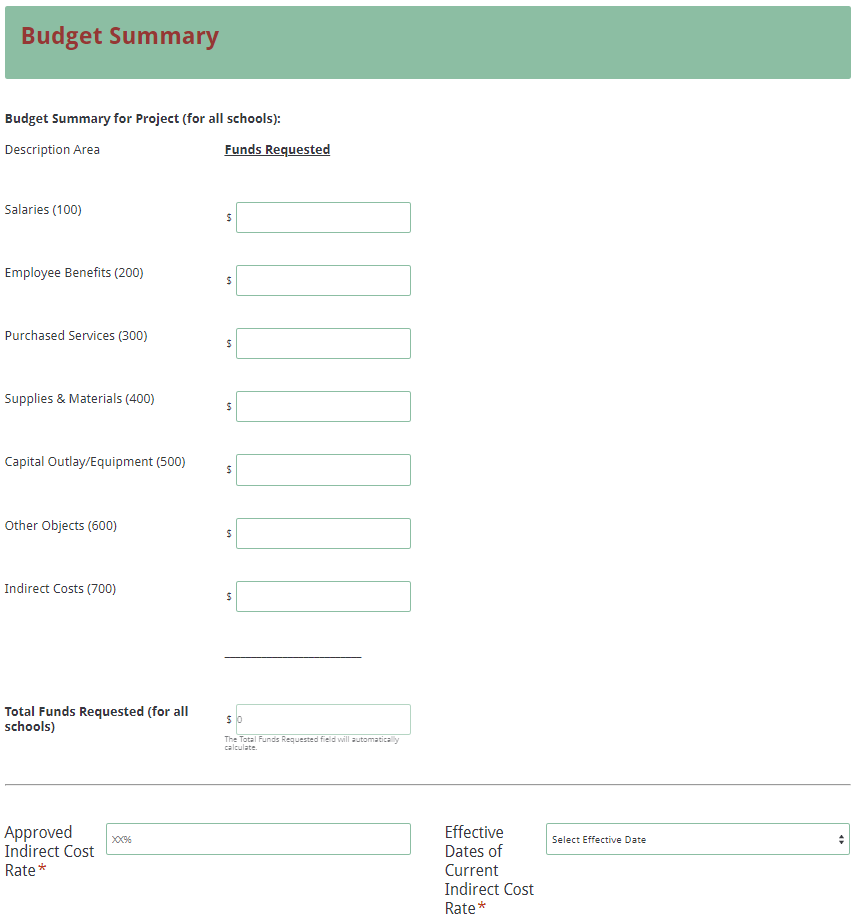 Budget Summary
Budget Summary for Project (for all schools):
Description Area
Funds Requested
Salaries (100)
$
Employee Benefits (200)
$
Purchased Services (300)
$
Supplies & Materials (400)
$
Capital Outlay/Equipment (500)
$
Other Objects (600)
$
Indirect Costs (700)
$
Total Funds Requested (for all
schools)
$ 0
The Total Funds Requested field will automatically
calculate.
Approved
Indirect Cost
Rate*
XX%
Effective
Dates of
Current
Indirect Cost
Rate*
Select Effective Date